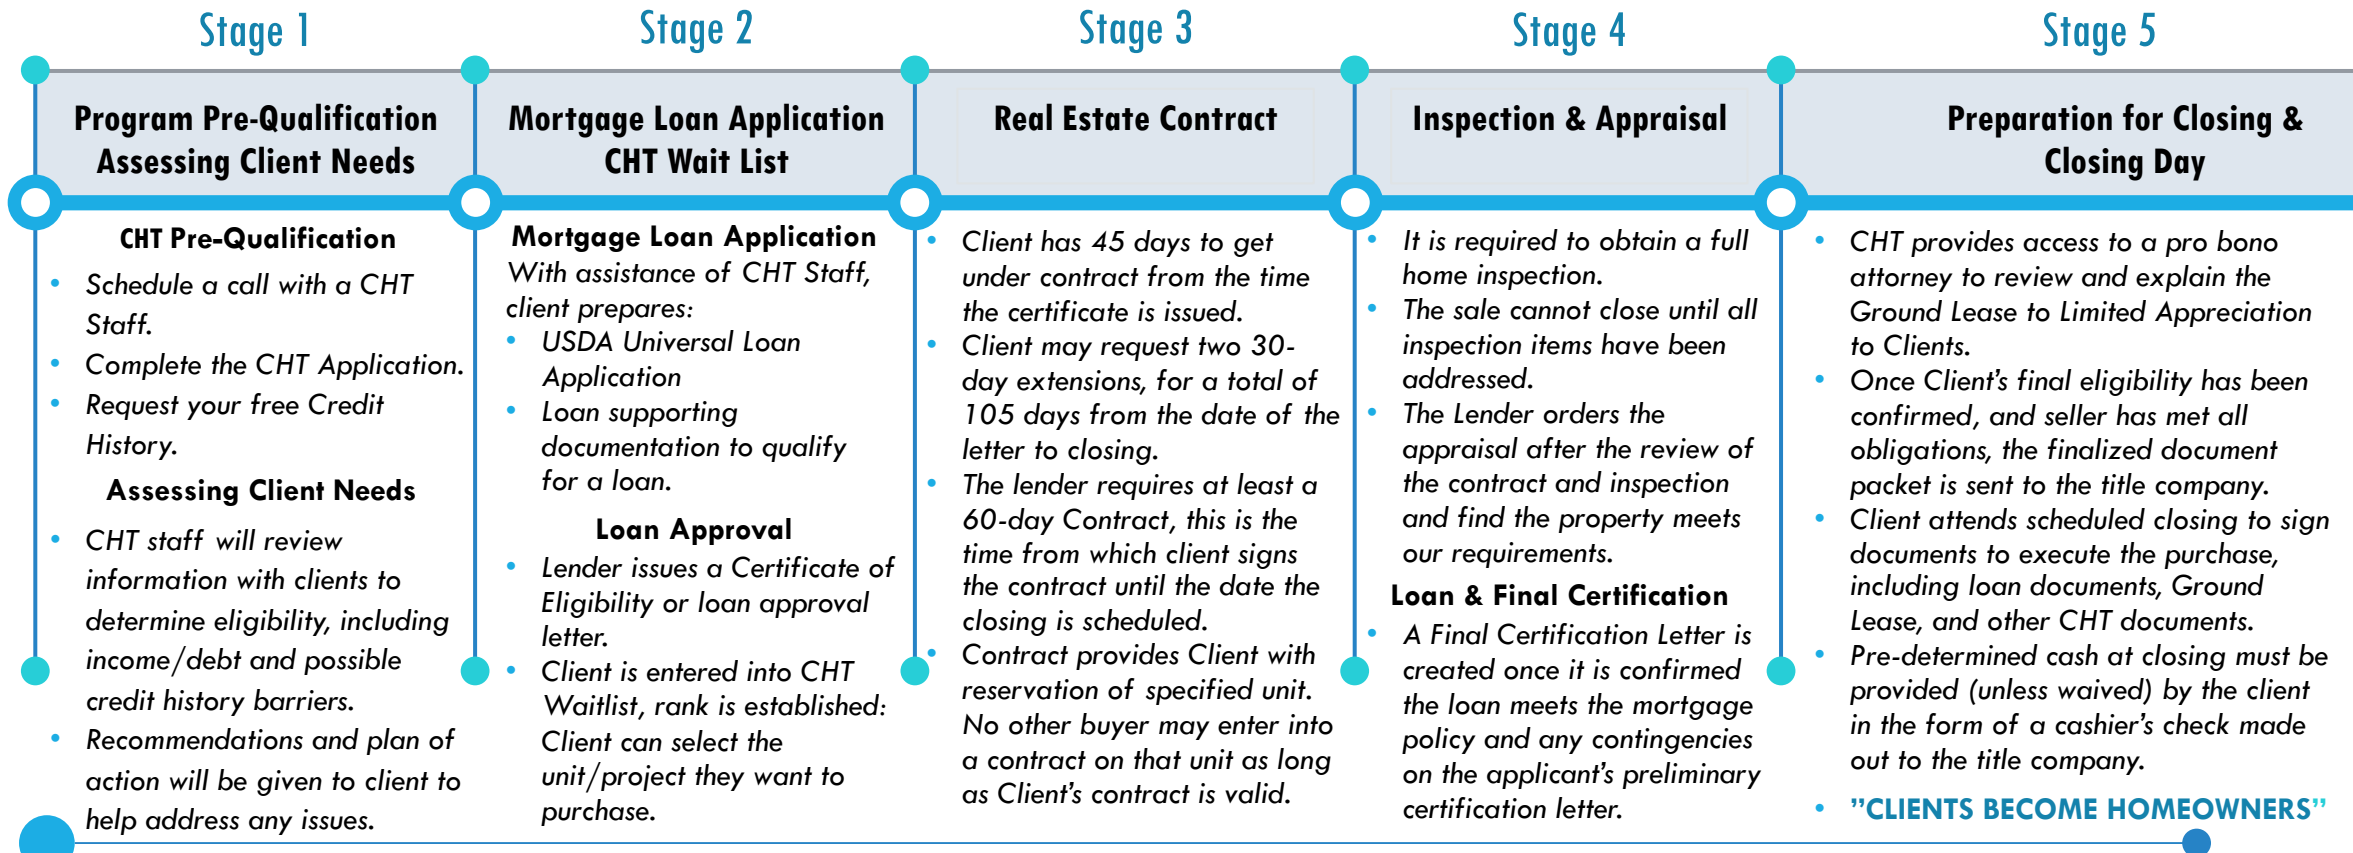 Stage 1
Program Pre-Qualification
Assessing Client Needs
CHT Pre-Qualification
• Schedule a call with a CHT
Staff.
• Complete the CHT Application.
• Request your free Credit
History.
Assessing Client Needs
• CHT staff will review
information with clients to
determine eligibility, including
income/debt and possible
credit history barriers.
• Recommendations and plan of
action will be given to client to
help address any issues.
Stage 2
Mortgage Loan Application
CHT Wait List
Mortgage Loan Application
With assistance of CHT Staff,
client prepares:
• USDA Universal Loan
Application
• Loan supporting
documentation to qualify
for a loan.
Loan Approval
• Lender issues a Certificate of
Eligibility or loan approval
letter.
• Client is entered into CHT
Waitlist, rank is established:
Client can select the
unit/project they want to
purchase.
Stage 3
Real Estate Contract
• Client has 45 days to get
under contract from the time
the certificate is issued.
• Client may request two 30-
day extensions, for a total of
105 days from the date of the
letter to closing.
• The lender requires at least a
60-day Contract, this is the
time from which client signs
the contract until the date the
closing is scheduled.
• Contract provides Client with
reservation of specified unit.
No other buyer may enter into
a contract on that unit as long
as Client's contract is valid.
Stage 4
Inspection & Appraisal
• It is required to obtain a full
home inspection.
• The sale cannot close until all
inspection items have been
addressed.
• The Lender orders the
appraisal after the review of
the contract and inspection
and find the property meets
our requirements.
Loan & Final Certification
• A Final Certification Letter is
created once it is confirmed
the loan meets the mortgage
policy and any contingencies
on the applicant's preliminary
certification letter.
Stage 5
Preparation for Closing &
Closing Day
• CHT provides access to a pro bono
attorney to review and explain the
Ground Lease to Limited Appreciation
to Clients.
• Once Client's final eligibility has been
confirmed, and seller has met all
obligations, the finalized document
packet is sent to the title company.
• Client attends scheduled closing to sign
documents to execute the purchase,
including loan documents, Ground
Lease, and other CHT documents.
• Pre-determined cash at closing must be
provided (unless waived) by the client
in the form of a cashier's check made
out to the title company.
• ”CLIENTS BECOME HOMEOWNERS”